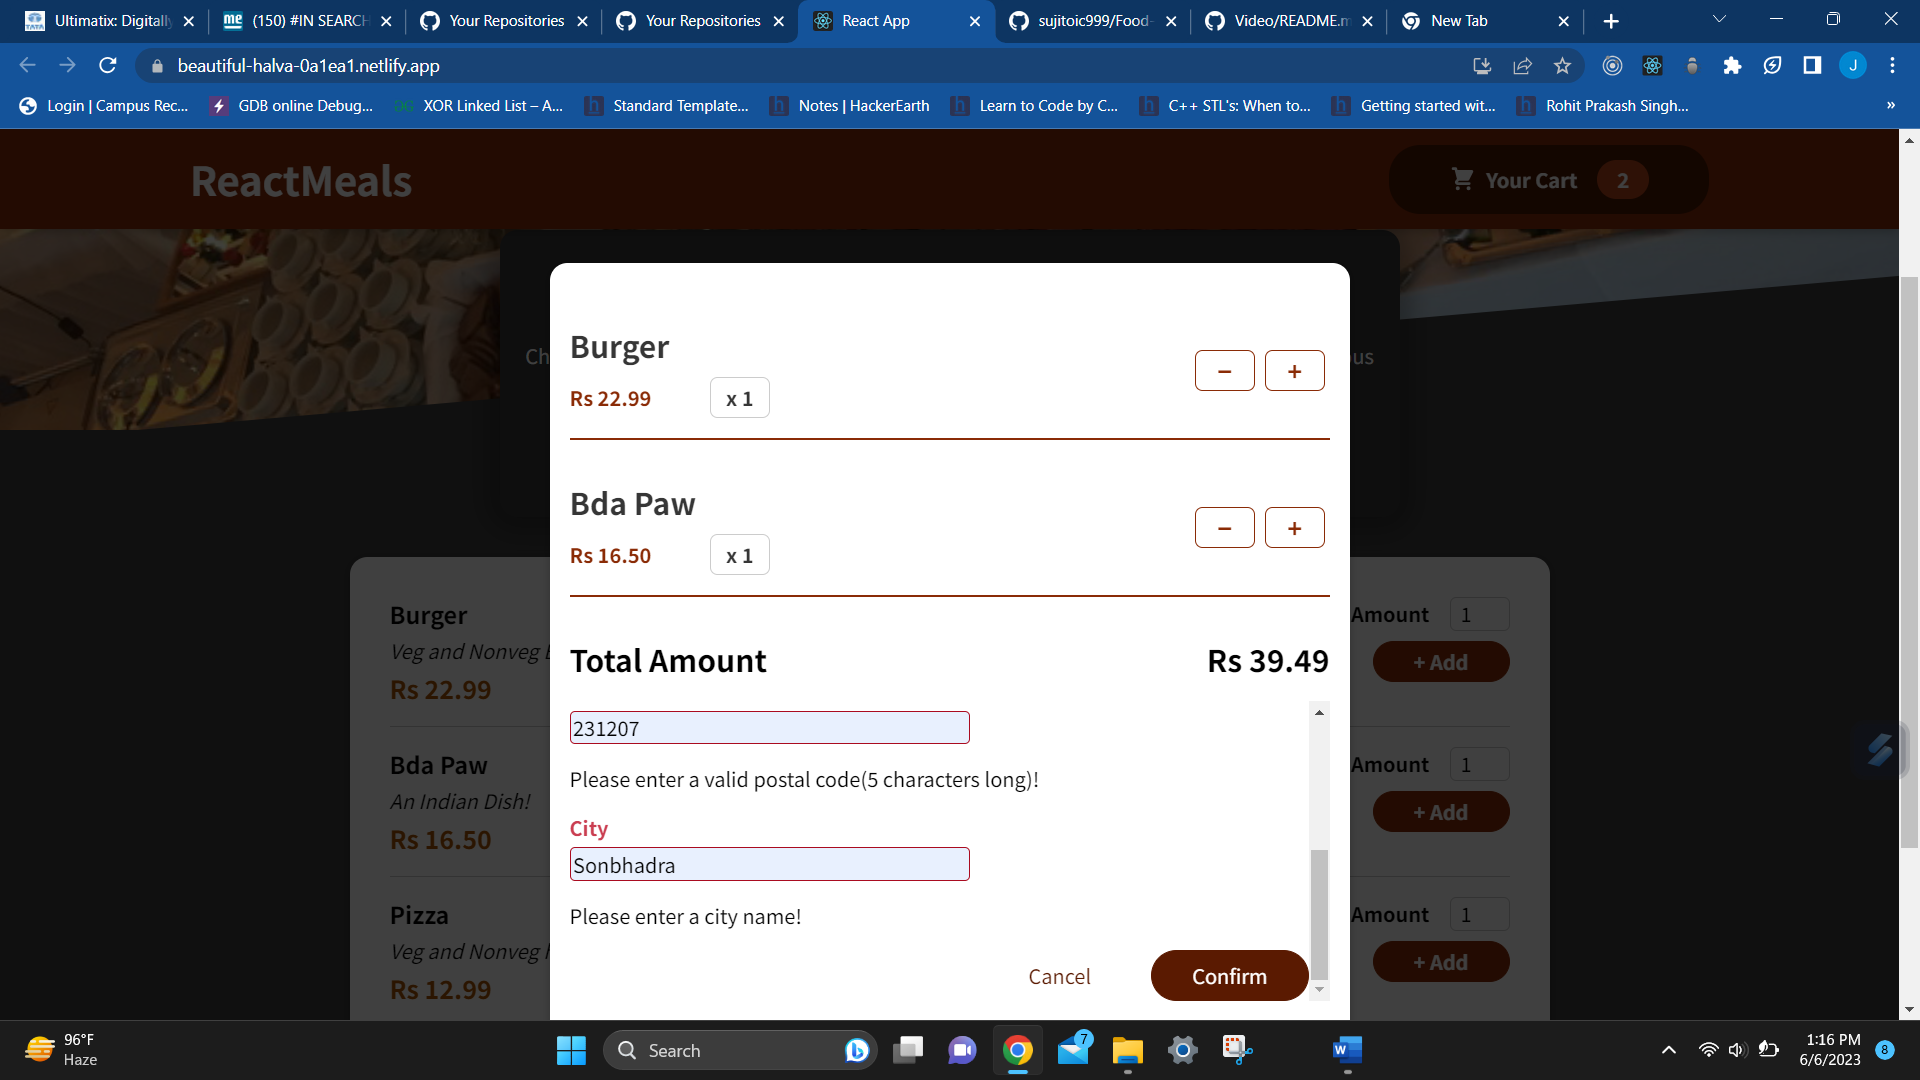 Ultimatix: Digitally
(150) #IN SEARCH
Your Repositories
Your Repositories
React App
sujitoic999/Food-
Video/README.m
New Tab
beautiful-halva-0a1ea1.netlify.app
J
Login | Campus Rec...
GDB online Debug...
XOR Linked List – A...
Standard Template...
Notes | HackerEarth
Learn to Code by C...
C++ STL's: When to...
Getting started wit...
Rohit Prakash Singh...
»
ReactMeals
Your Cart 2
Burger
Rs 22.99 x 1
− +
Bda Paw
Rs 16.50 x 1
− +
Total Amount Rs 39.49
231207
Please enter a valid postal code(5 characters long)!
City
Sonbhadra
Please enter a city name!
Cancel Confirm
Ch
us
Burger
Veg and Nonveg
Rs 22.99
Amount 1
+ Add
Bda Paw
An Indian Dish!
Rs 16.50
Amount 1
+ Add
Pizza
Veg and Nonveg
Rs 12.99
Amount 1
+ Add
96°F
Haze
Search
7
1:16 PM
6/6/2023
8